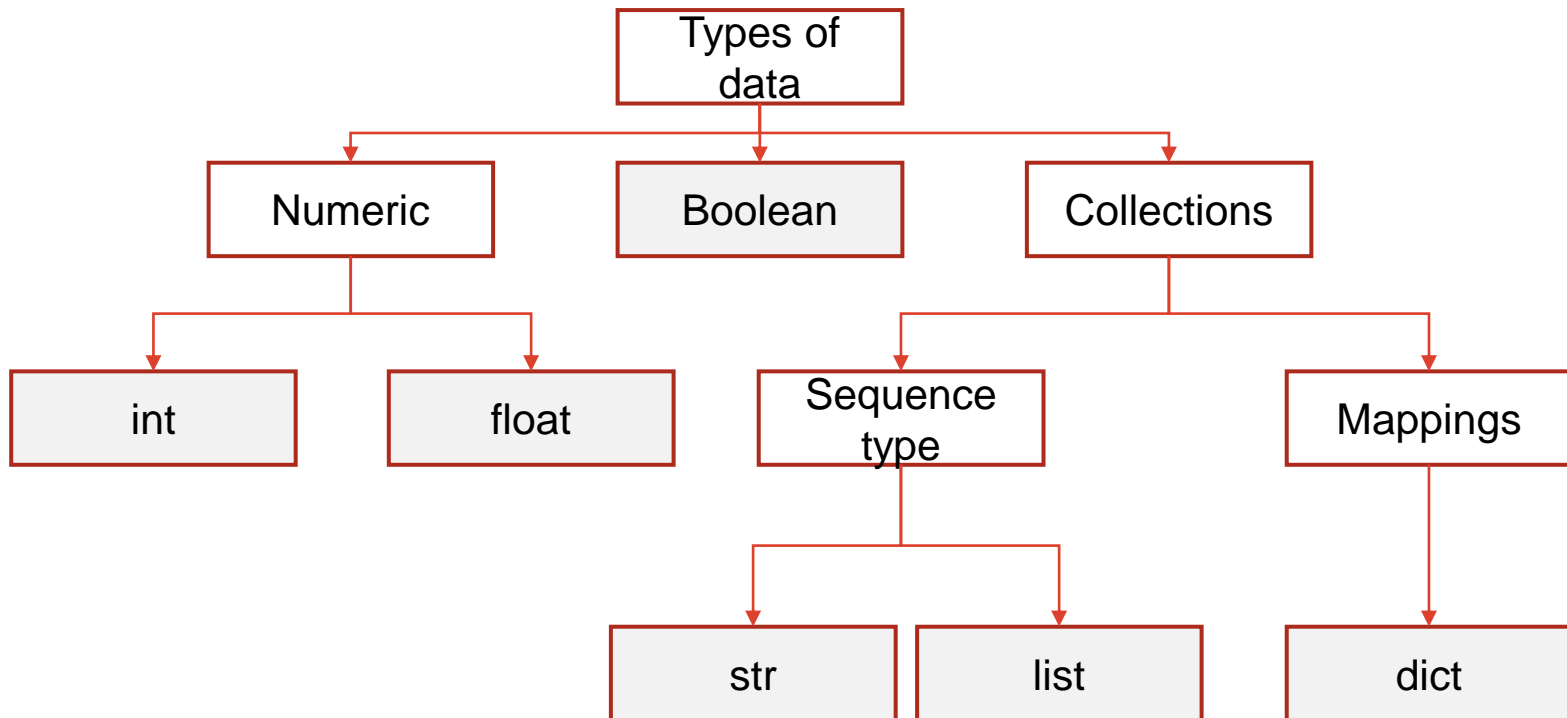 Types of
data
Numeric
Boolean
Collections
int
float
Sequence
type
Mappings
str
list
dict